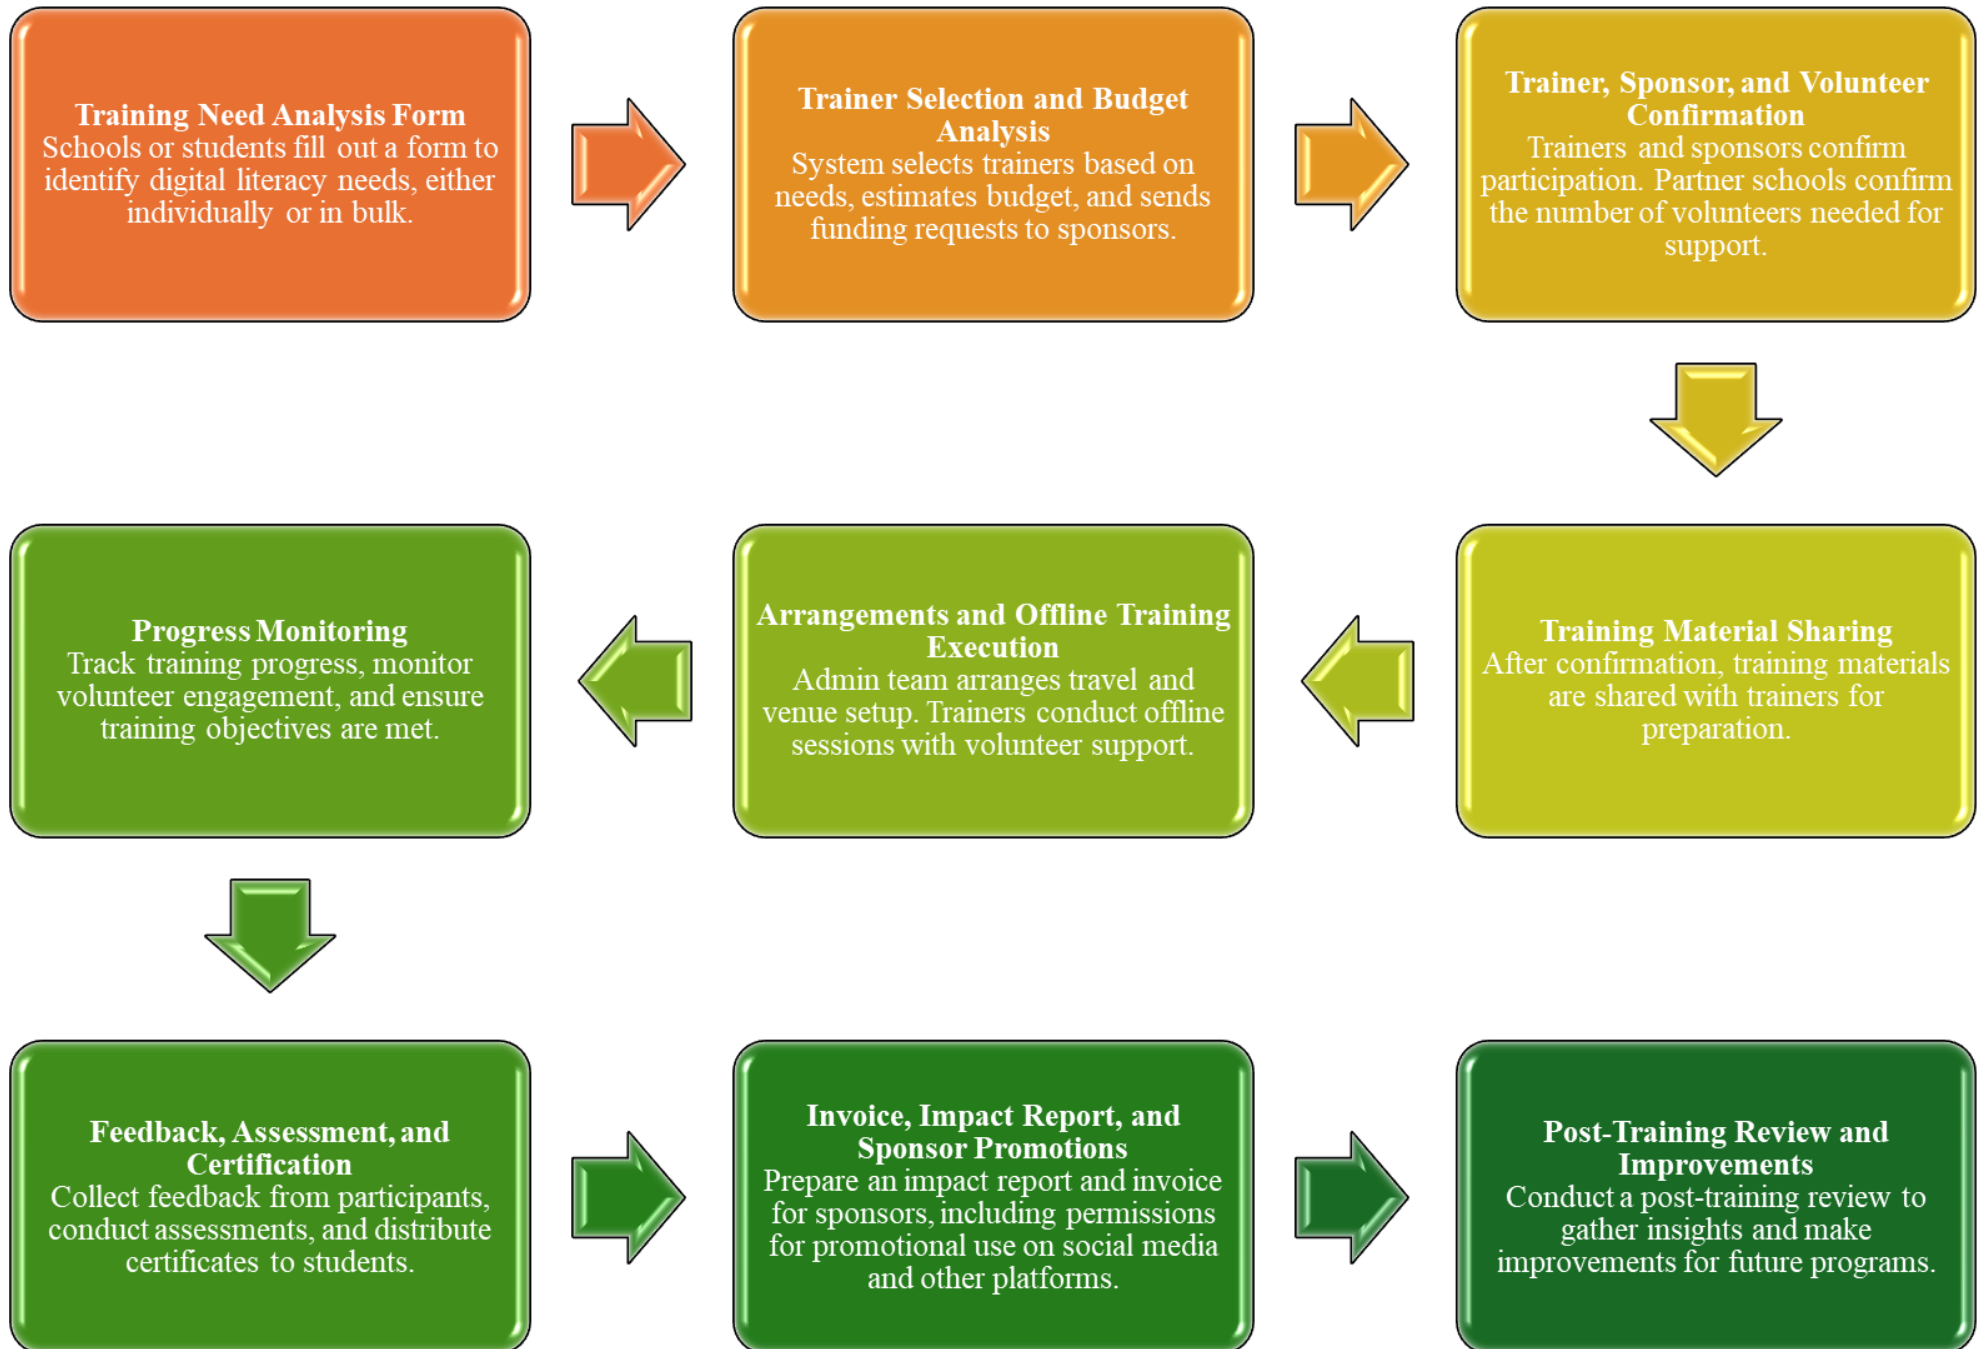 Training Need Analysis Form
Schools or students fill out a form to
identify digital literacy needs, either
individually or in bulk.
Trainer Selection and Budget
Analysis
System selects trainers based on
needs, estimates budget, and sends
funding requests to sponsors.
Trainer, Sponsor, and Volunteer
Confirmation
Trainers and sponsors confirm
participation. Partner schools confirm
the number of volunteers needed for
support.
Training Material Sharing
After confirmation, training materials
are shared with trainers for
preparation.
Arrangements and Offline Training
Execution
Admin team arranges travel and
venue setup. Trainers conduct offline
sessions with volunteer support.
Progress Monitoring
Track training progress, monitor
volunteer engagement, and ensure
training objectives are met.
Feedback, Assessment, and
Certification
Collect feedback from participants,
conduct assessments, and distribute
certificates to students.
Invoice, Impact Report, and
Sponsor Promotions
Prepare an impact report and invoice
for sponsors, including permissions
for promotional use on social media
and other platforms.
Post-Training Review and
Improvements
Conduct a post-training review to
gather insights and make
improvements for future programs.